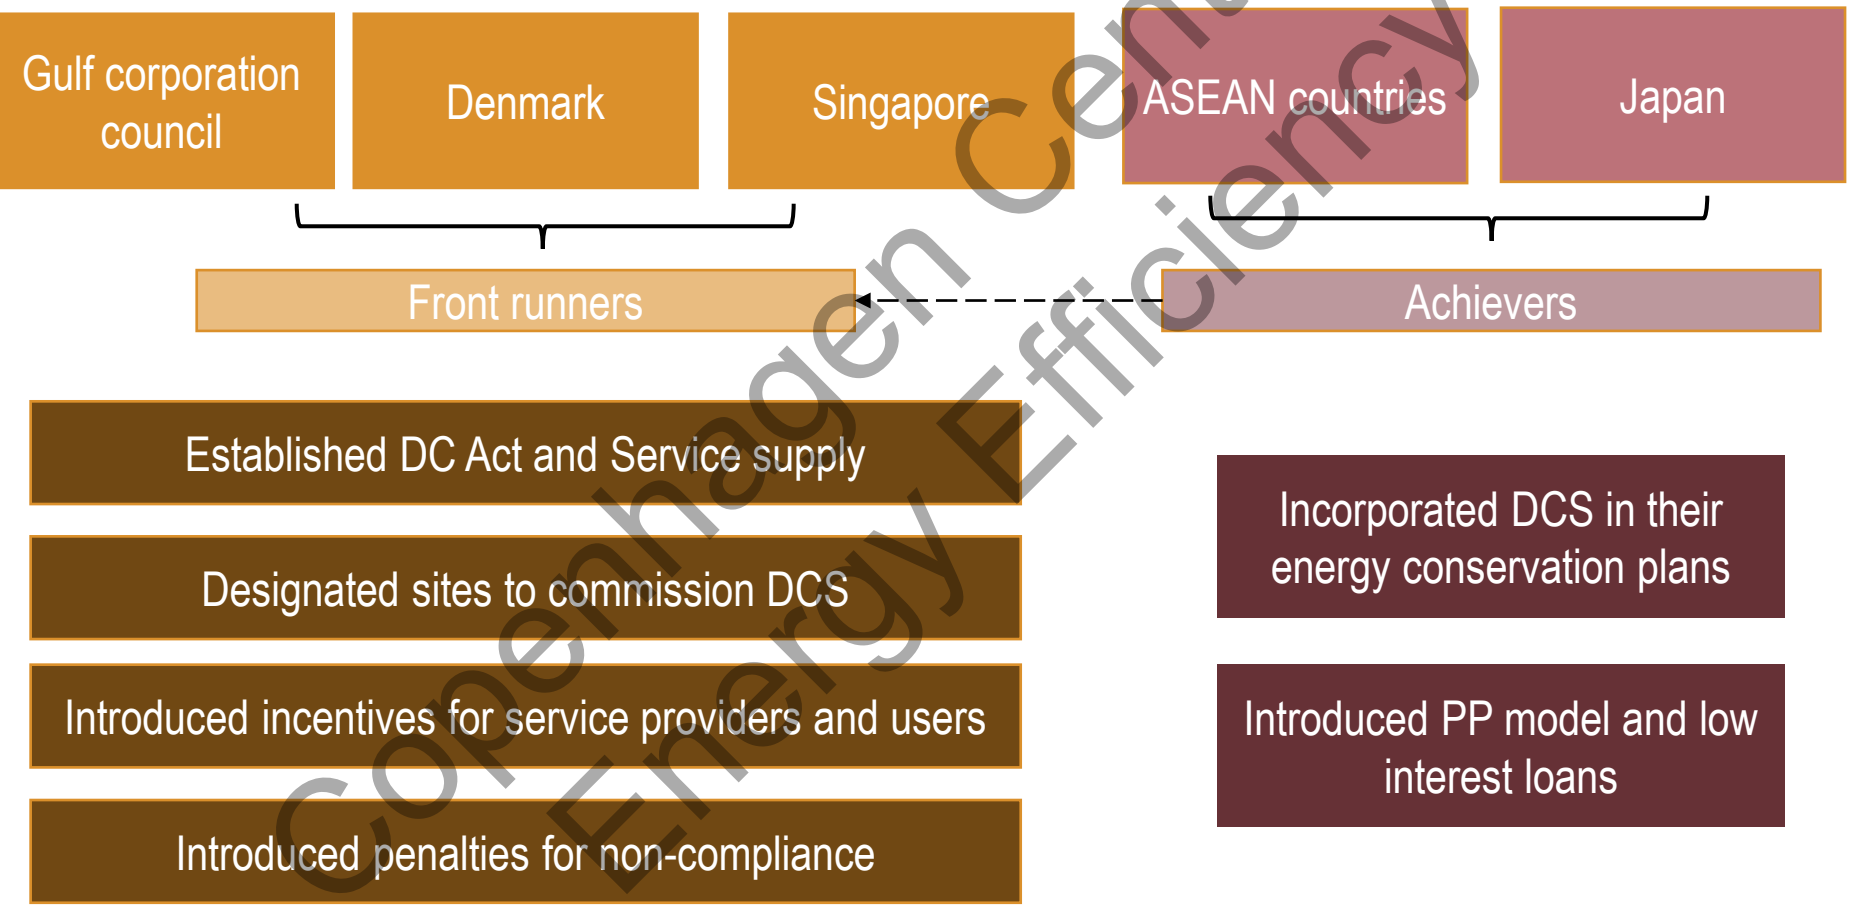 Gulf corporation
council
Denmark
Singapore
ASEAN countries
Japan
Front runners
Achievers
Established DC Act and Service supply
Designated sites to commission DCS
Introduced incentives for service providers and users
Introduced penalties for non-compliance
Incorporated DCS in their
energy conservation plans
Introduced PP model and low
interest loans
Copenhagen
Energy Efficiency